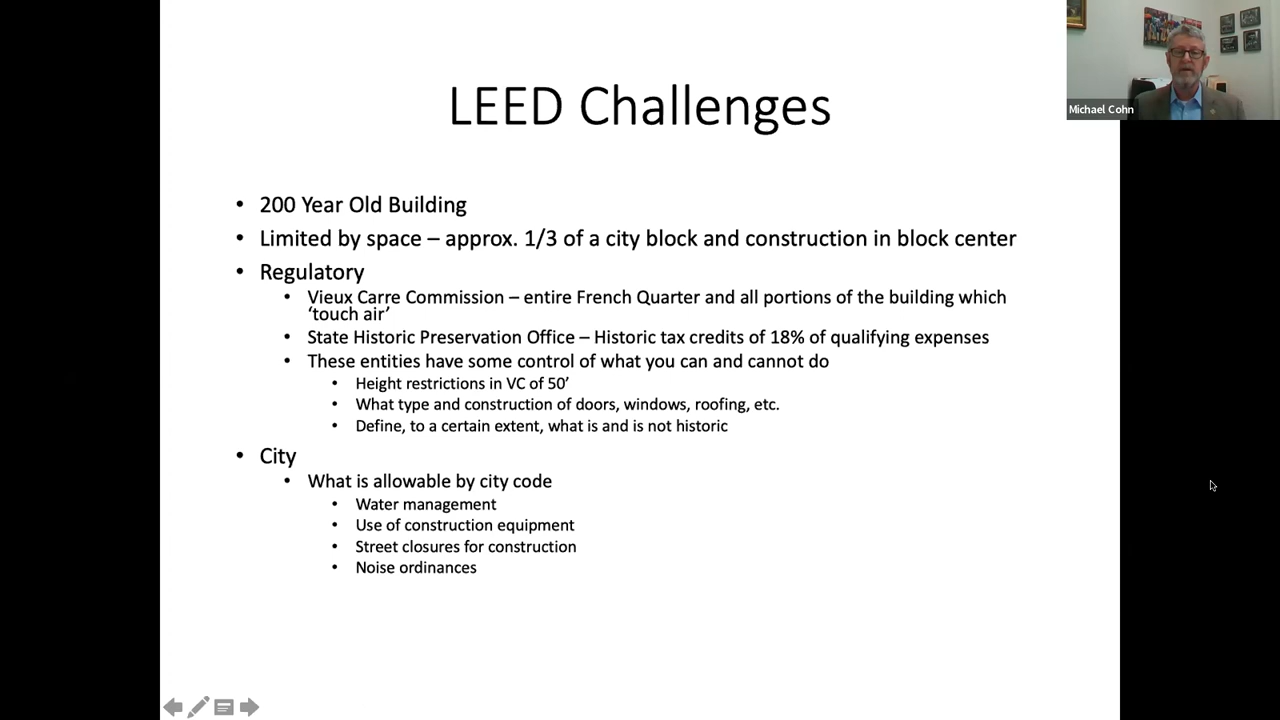 Michael Cohn
LEED Challenges
• 200 Year Old Building
• Limited by space – approx. 1/3 of a city block and construction in block center
• Regulatory
• Vieux Carre Commission – entire French Quarter and all portions of the building which
‘touch air’
• State Historic Preservation Office – Historic tax credits of 18% of qualifying expenses
• These entities have some control of what you can and cannot do
• Height restrictions in VC of 50’
• What type and construction of doors, windows, roofing, etc.
• Define, to a certain extent, what is and is not historic
• City
• What is allowable by city code
• Water management
• Use of construction equipment
• Street closures for construction
• Noise ordinances